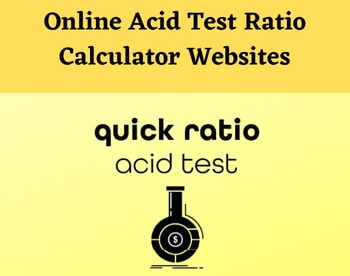 Online Acid Test Ratio
Calculator Websites
quick ratio
acid test
$